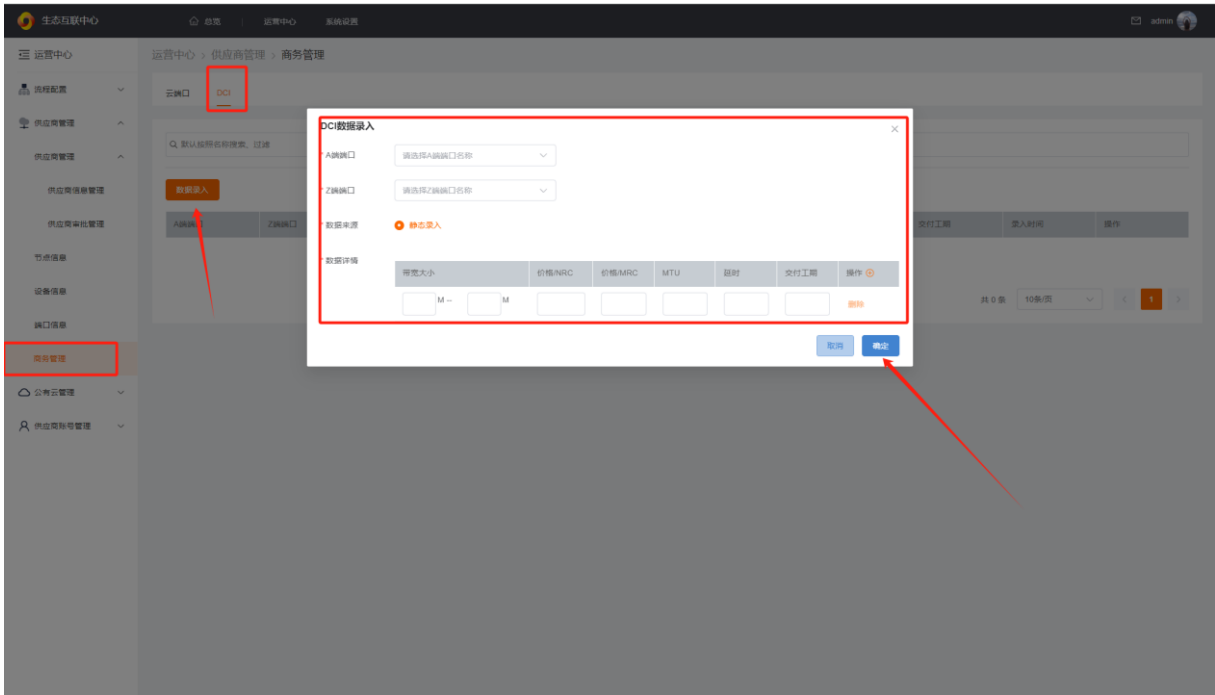 生态互联中心 总览 | 运营中心 系统设置 admin
运营中心
运营中心 > 供应商管理 > 商务管理
流程配置
云端口 DCI
供应商管理
默认按照名称搜索、过滤
供应商管理
数据录入
供应商信息管理
A端端口 Z端端口 交付工期 录入时间 操作
供应商审批管理
节点信息
设备信息
共 0 条 10条/页 < 1 >
端口信息
商务管理
公有云管理
供应商账号管理
DCI数据录入 ×
* A端端口 请选择A端端口名称
* Z端端口 请选择Z端端口名称
* 数据来源 静态录入
* 数据详情
带宽大小 价格/NRC 价格/MRC MTU 延时 交付工期 操作
M – M 删除
取消 确定